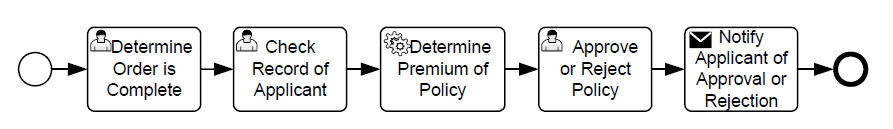 Determine
Order is
Complete
Check
Record of
Applicant
Determine
Premium of
Policy
Approve
or Reject
Policy
Notify
Applicant of
Approval or
Rejection